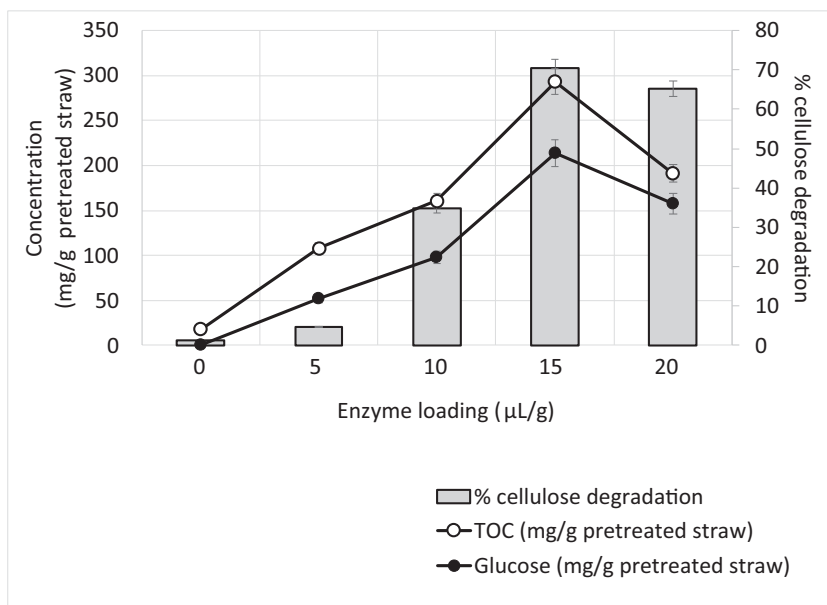 350
300
250
200
150
100
50
0
Concentration
(mg/g pretreated straw)
80
70
60
50
40
30
20
10
0
% cellulose degradation
0 5 10 15 20
Enzyme loading (µL/g)
% cellulose degradation
TOC (mg/g pretreated straw)
Glucose (mg/g pretreated straw)